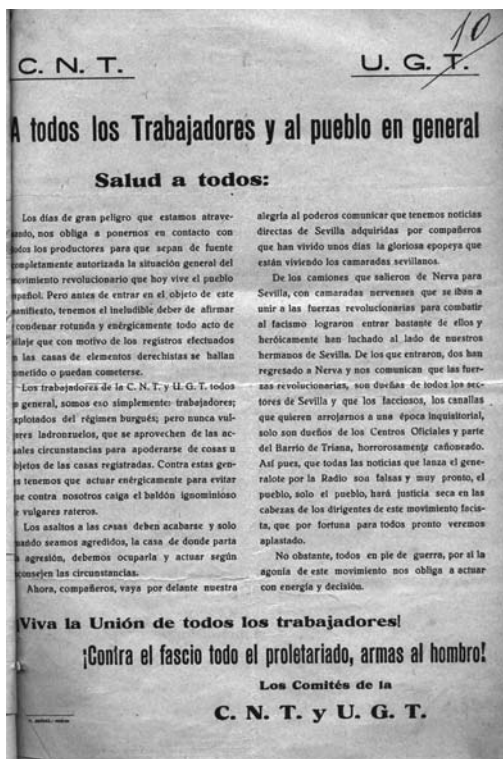 10
C. N. T.
U. G. T.
A todos los Trabajadores y al pueblo en general
Salud a todos:
Los días de gran peligro que estamos atrave-
sando, nos obliga a ponernos en contacto con
todos los productores para que sepan de fuente
completamente autorizada la situación general del
movimiento revolucionario que hoy vive el pueblo
español. Pero antes de entrar en el objeto de este
manifiesto, tenemos el ineludible deber de afirmar
condenar rotunda y enérgicamente todo acto de
pillaje que con motivo de los registros efectuados
en las casas de elementos derechistas se hallan
cometido o puedan cometerse.
Los trabajadores de la C. N. T. y U. G. T. todos
en general, somos eso simplemente: trabajadores;
explotados del régimen burgués; pero nunca vul-
gares ladronzuelos, que se aprovechen de las ac-
tuales circunstancias para apoderarse de cosas u
objetos de las casas registradas. Contra estas gen-
tes tenemos que actuar enérgicamente para evitar
que contra nosotros caiga el baldón ignominioso
de vulgares rateros.
Los asaltos a las casas deben acabarse y solo
cuando seamos agredidos, la casa de donde parta
la agresión, debemos ocuparla y actuar según
aconsejen las circunstancias.
Ahora, compañeros, vaya por delante nuestra
alegría al poderos comunicar que tenemos noticias
directas de Sevilla adquiridas por compañeros
que han vivido unos días la gloriosa epopeya que
están viviendo los camaradas sevillanos.
De los camiones que salieron de Nerva para
Sevilla, con camaradas nervenses que se iban a
unir a las fuerzas revolucionarias para combatir
al facismo lograron entrar bastante de ellos y
heróicamente han luchado al lado de nuestros
hermanos de Sevilla. De los que entraron, dos han
regresado a Nerva y nos comunican que las fuer-
zas revolucionarias, son dueñas de todos los sec-
tores de Sevilla y que los facciosos, los canallas
que quieren arrojarnos a una época inquisitorial,
solo son dueños de los Centros Oficiales y parte
del Barrio de Triana, horrorosamente cañoneado.
Así pues, que todas las noticias que lanza el gene-
ralote por la Radio son falsas y muy pronto, el
pueblo, solo el pueblo, hará justicia seca en las
cabezas de los dirigentes de este movimiento facis-
ta, que por fortuna para todos pronto veremos
aplastado.
No obstante, todos en pie de guerra, por si la
agonía de este movimiento nos obliga a actuar
con energía y decisión.
¡Viva la Unión de todos los trabajadores!
¡Contra el fascio todo el proletariado, armas al hombro!
Los Comités de la
C. N. T. y U. G. T.